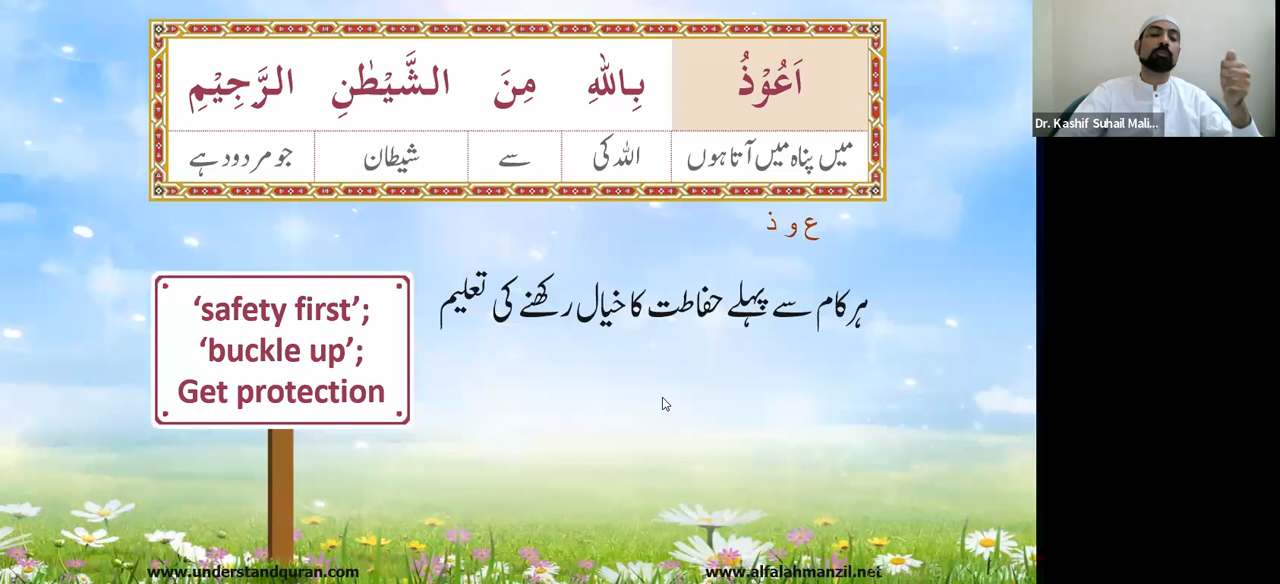 اَعُوْذُ بِاللّٰهِ مِنَ الشَّيْطٰنِ الرَّجِيْمِ
میں پناہ میں آتا ہوں اللہ کی سے شیطان جو مردود ہے
ع و ذ
ہر کام سے پہلے حفاطت کا خیال رکھنے کی تعلیم
‘safety first’;
‘buckle up’;
Get protection
www.understandquran.com
www.alfalahmanzil.net
Dr. Kashif Suhail Mali...